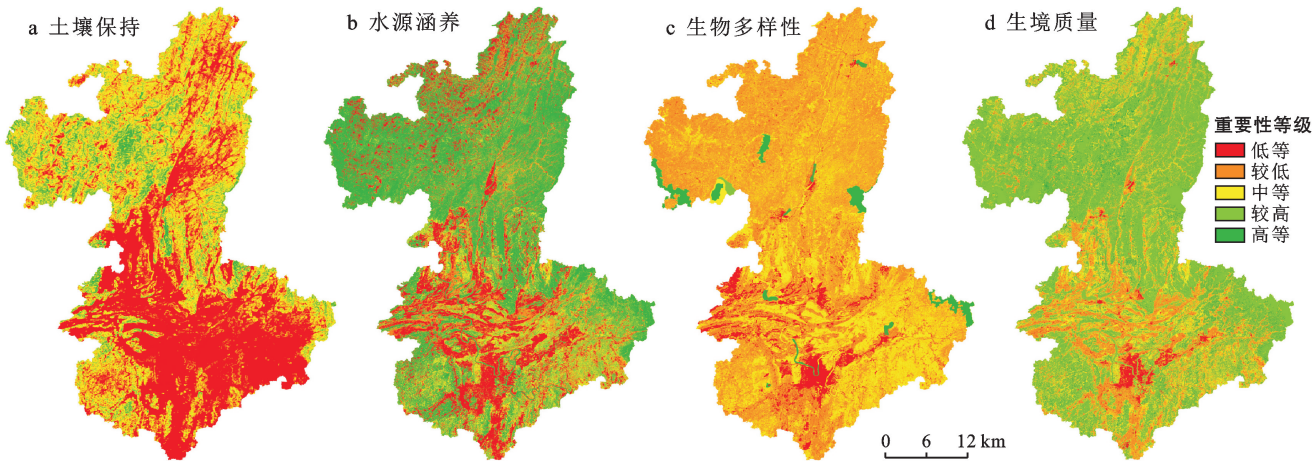 a 土壤保持
b 水源涵养
c 生物多样性
d 生境质量
重要性等级
低等
较低
中等
较高
高等
0 6 12 km